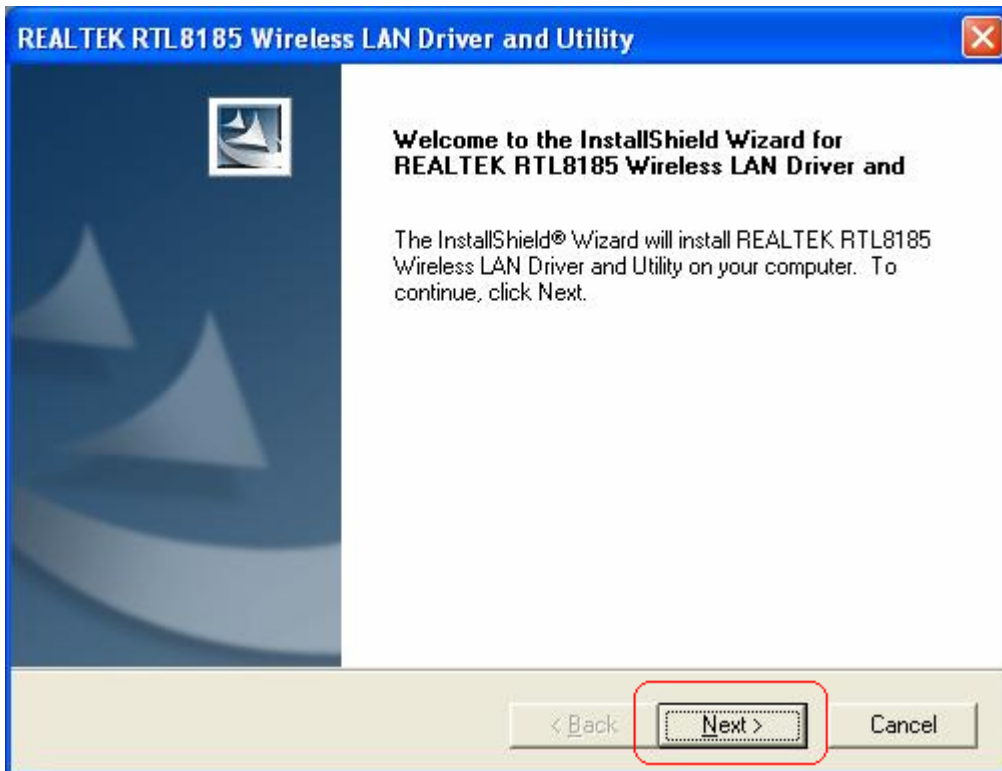 REALTEK RTL8185 Wireless LAN Driver and Utility
Welcome to the InstallShield Wizard for
REALTEK RTL8185 Wireless LAN Driver and
The InstallShield® Wizard will install REALTEK RTL8185
Wireless LAN Driver and Utility on your computer. To
continue, click Next.
< Back
Next >
Cancel